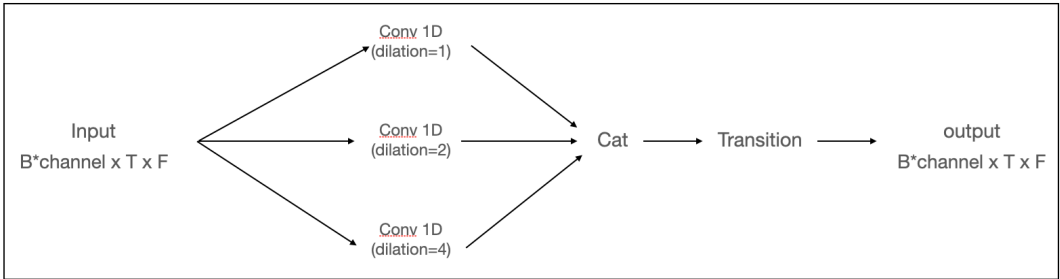 Input
B*channel x T x F
Conv 1D
(dilation=1)
Conv 1D
(dilation=2)
Conv 1D
(dilation=4)
Cat
Transition
output
B*channel x T x F